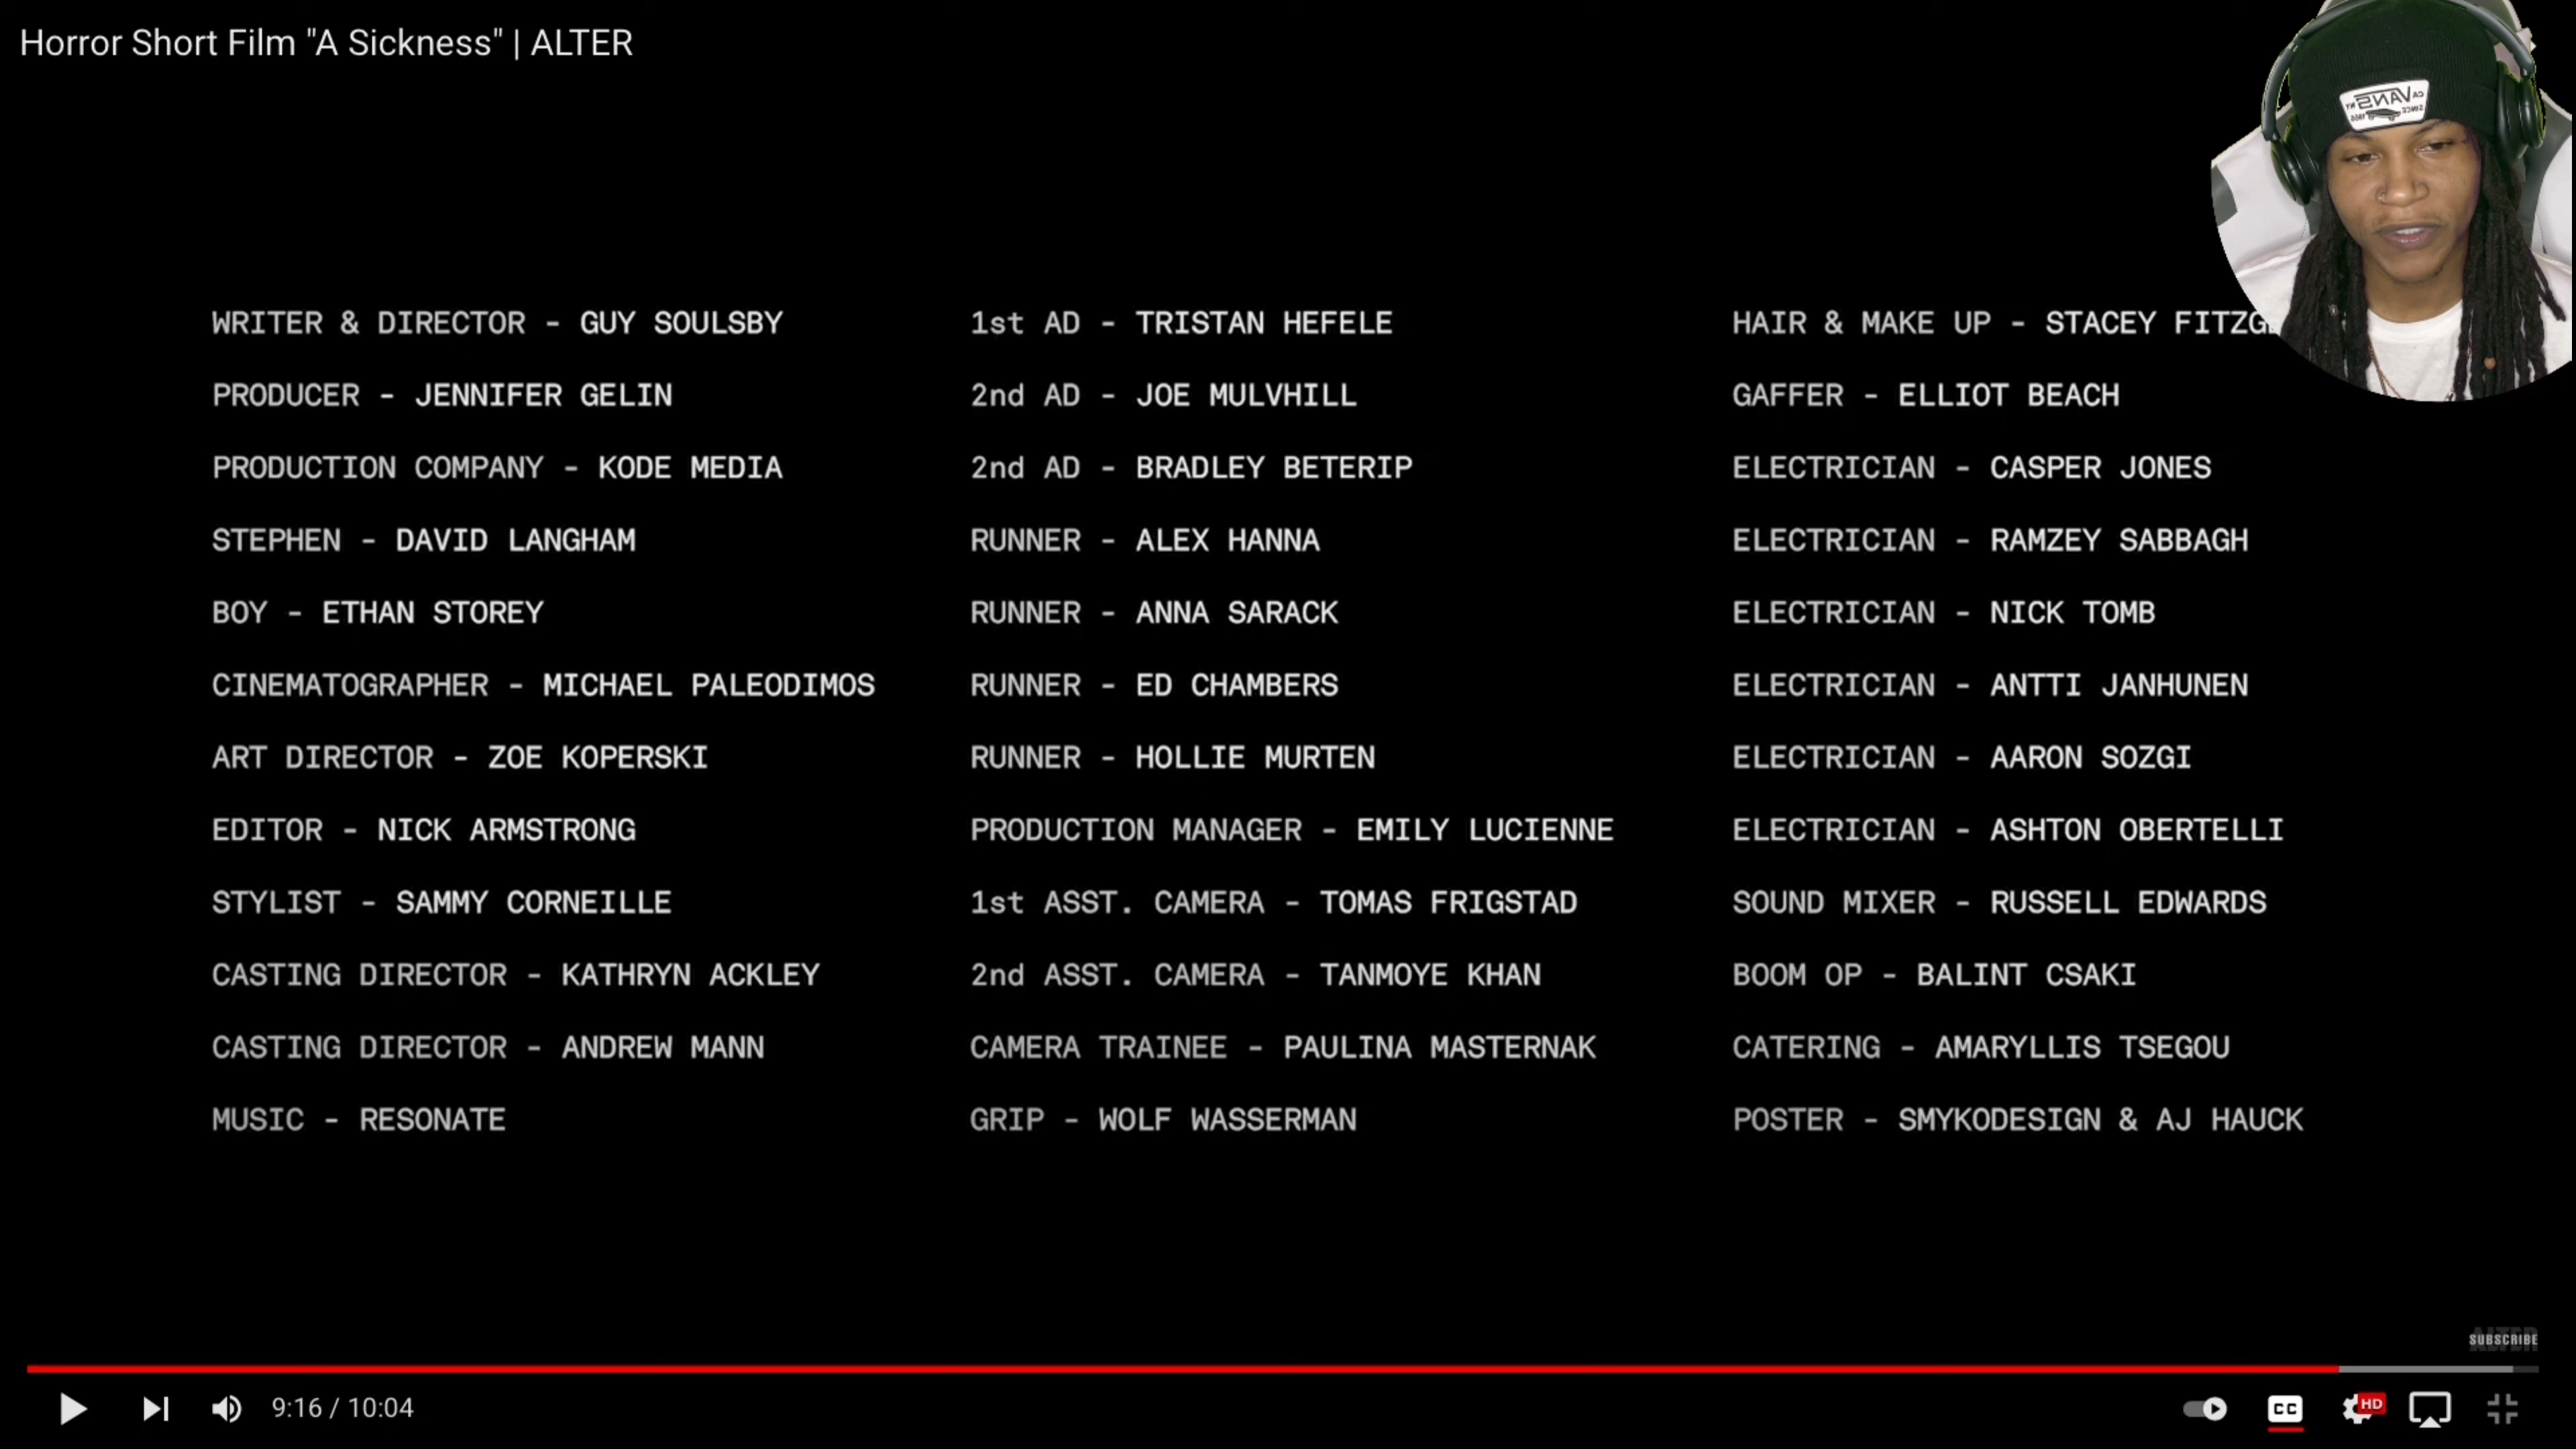 Horror Short Film "A Sickness" | ALTER
VANS
WRITER & DIRECTOR - GUY SOULSBY
PRODUCER - JENNIFER GELIN
PRODUCTION COMPANY - KODE MEDIA
STEPHEN - DAVID LANGHAM
BOY - ETHAN STOREY
CINEMATOGRAPHER - MICHAEL PALEODIMOS
ART DIRECTOR - ZOE KOPERSKI
EDITOR - NICK ARMSTRONG
STYLIST - SAMMY CORNEILLE
CASTING DIRECTOR - KATHRYN ACKLEY
CASTING DIRECTOR - ANDREW MANN
MUSIC - RESONATE
1st AD - TRISTAN HEFELE
2nd AD - JOE MULVHILL
2nd AD - BRADLEY BETERIP
RUNNER - ALEX HANNA
RUNNER - ANNA SARACK
RUNNER - ED CHAMBERS
RUNNER - HOLLIE MURTEN
PRODUCTION MANAGER - EMILY LUCIENNE
1st ASST. CAMERA - TOMAS FRIGSTAD
2nd ASST. CAMERA - TANMOYE KHAN
CAMERA TRAINEE - PAULINA MASTERNAK
GRIP - WOLF WASSERMAN
HAIR & MAKE UP - STACEY
GAFFER - ELLIOT BEACH
ELECTRICIAN - CASPER JONES
ELECTRICIAN - RAMZEY SABBAGH
ELECTRICIAN - NICK TOMB
ELECTRICIAN - ANTTI JANHUNEN
ELECTRICIAN - AARON SOZGI
ELECTRICIAN - ASHTON OBERTELLI
SOUND MIXER - RUSSELL EDWARDS
BOOM OP - BALINT CSAKI
CATERING - AMARYLLIS TSEGOU
POSTER - SMYKODESIGN & AJ HAUCK
ALTER
SUBSCRIBE
9:16 / 10:04
CC
HD